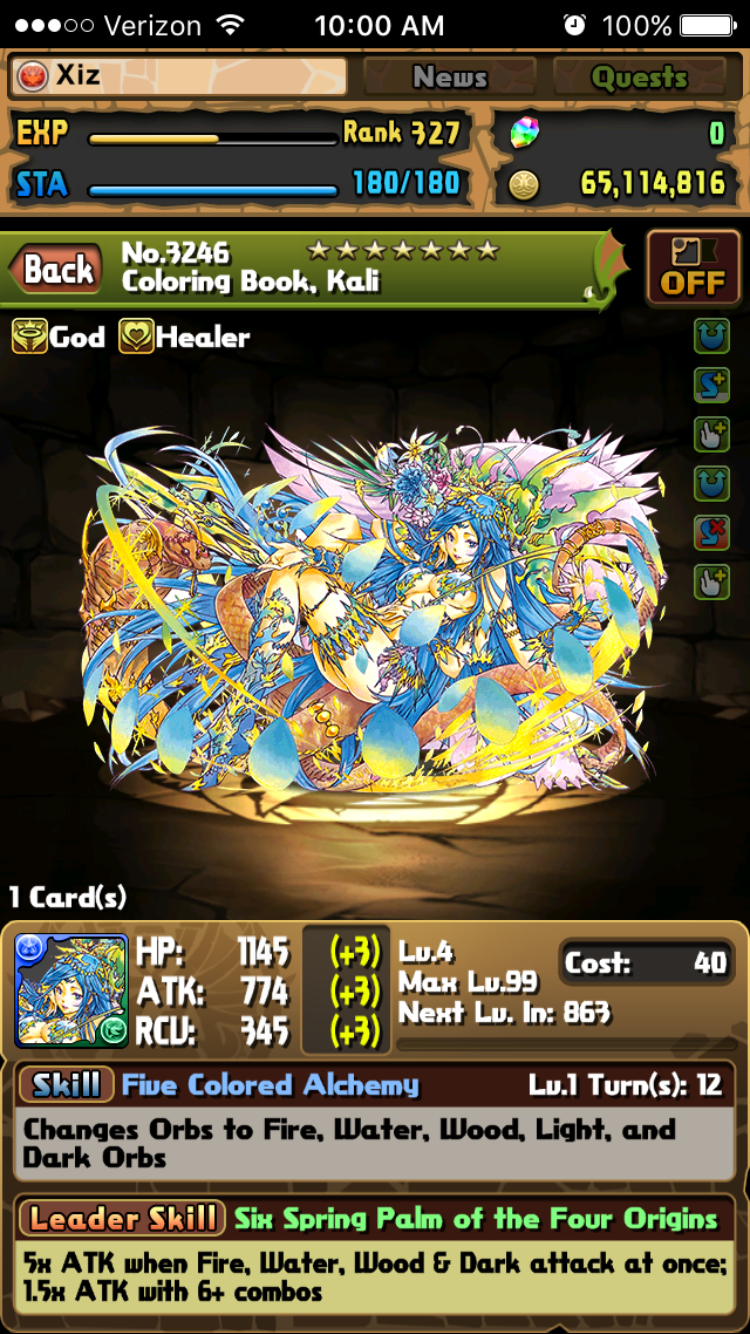 Verizon 10:00 AM 100%
Xiz News Quests
EXP Rank 327 0
STA 180/180 65,114,816
Back No.3246 OFF
Coloring Book, Kali
God Healer
1 Card(s)
HP: 1145 (+3) Lv.4 Cost: 40
ATK: 774 (+3) Max Lv.99
RCV: 345 (+3) Next Lv. In: 863
Skill Five Colored Alchemy Lv.1 Turn(s): 12
Changes Orbs to Fire, Water, Wood, Light, and
Dark Orbs
Leader Skill Six Spring Palm of the Four Origins
5x ATK when Fire, Water, Wood & Dark attack at once;
1.5x ATK with 6+ combos